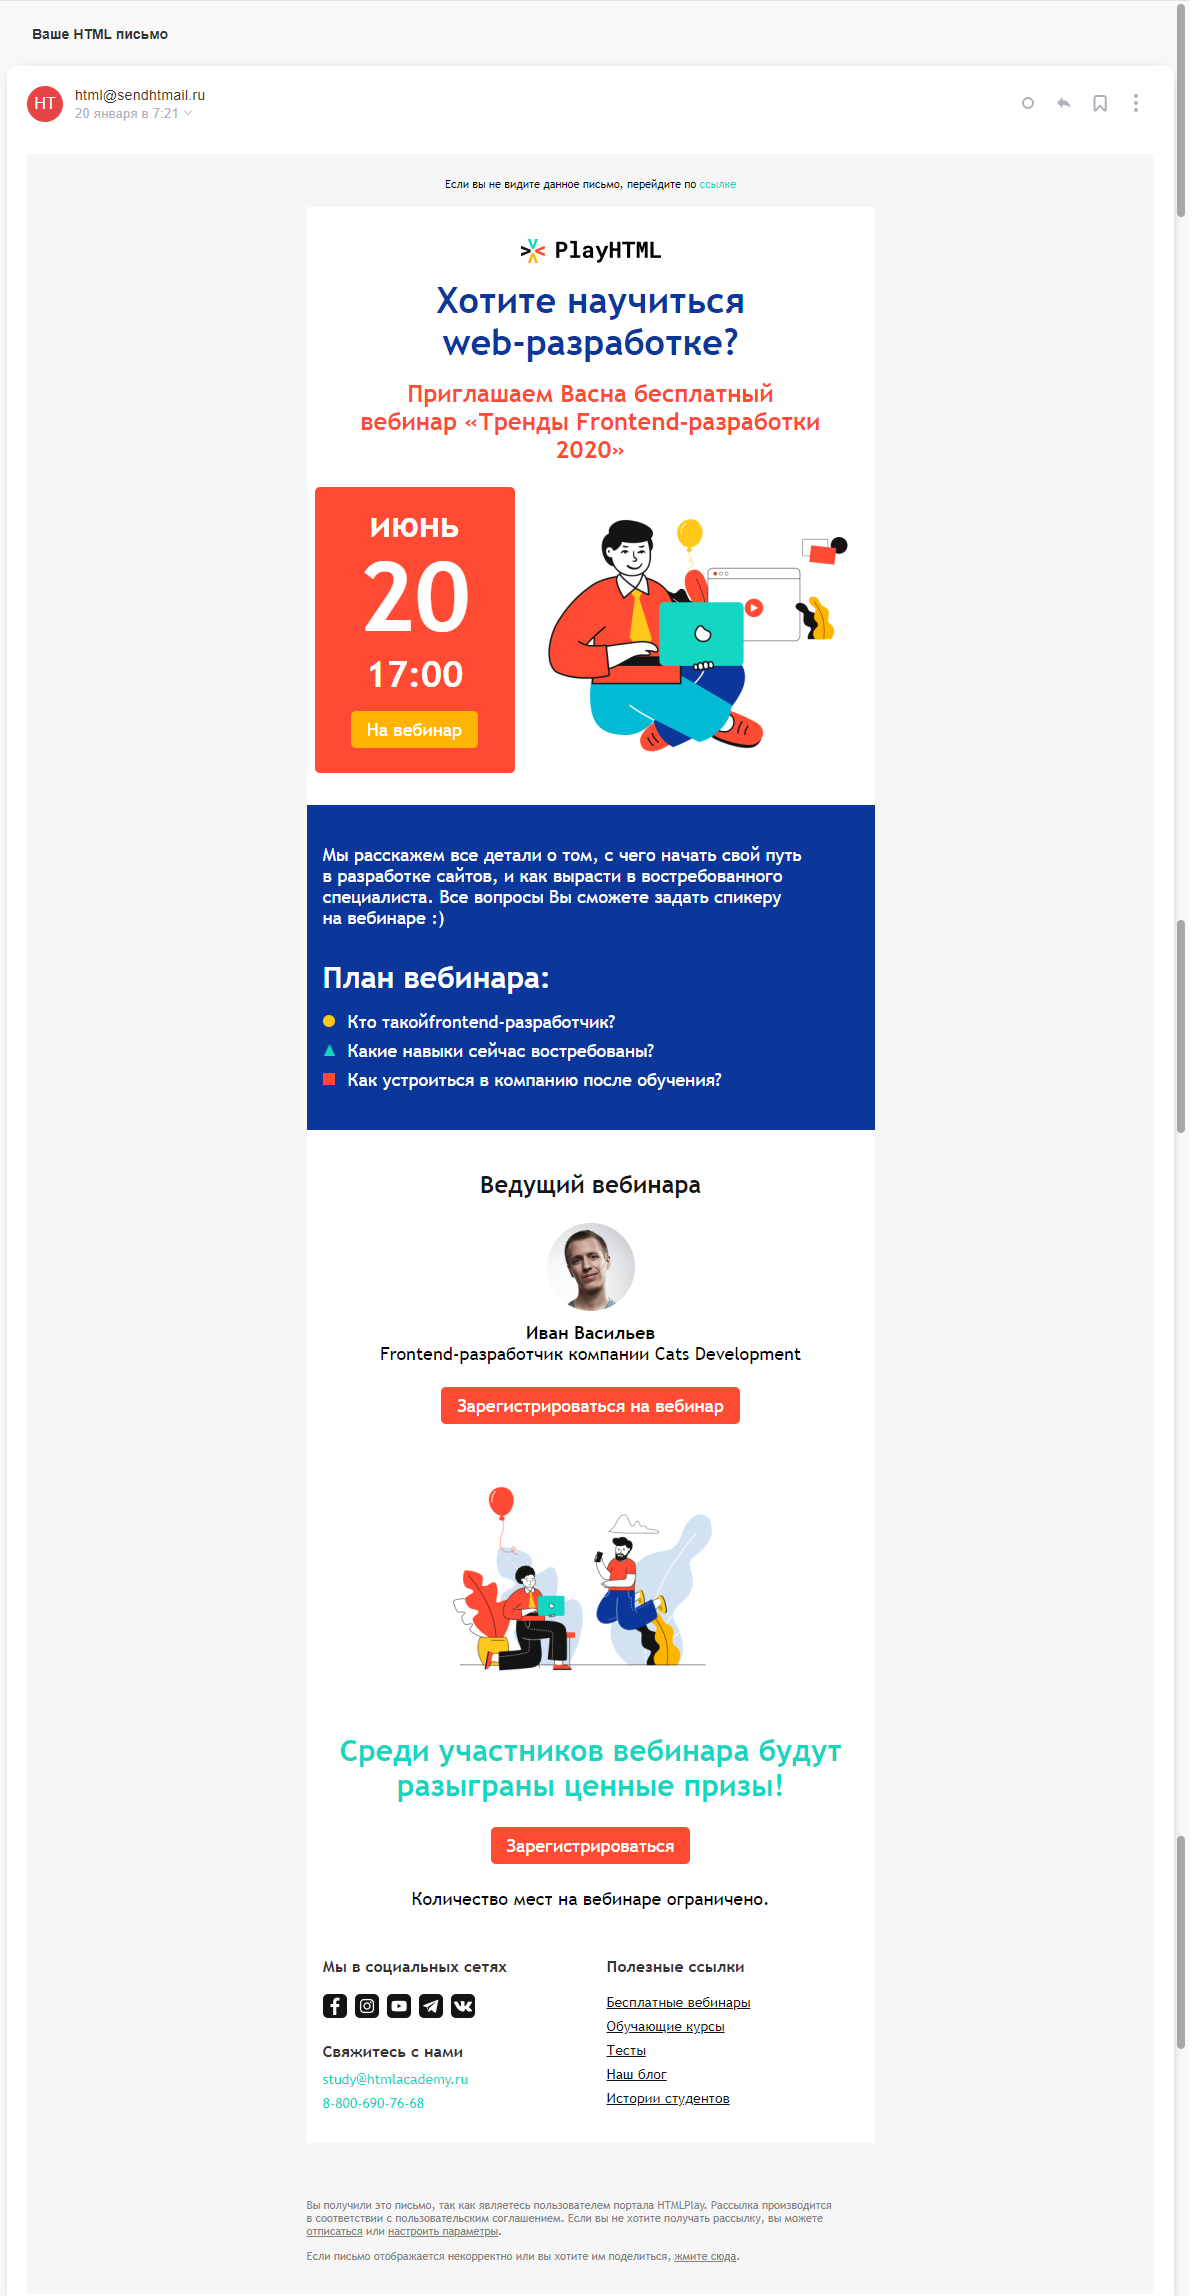 Ваше HTML письмо
HT
html@sendhtmail.ru
20 января в 7:21
Если вы не видите данное письмо, перейдите по ссылке
PlayHTML
Хотите научиться
web-разработке?
Приглашаем Васна бесплатный
вебинар «Тренды Frontend-разработки
2020»
июнь
20
17:00
На вебинар
Мы расскажем все детали о том, с чего начать свой путь
в разработке сайтов, и как вырасти в востребованного
специалиста. Все вопросы Вы сможете задать спикеру
на вебинаре :)
План вебинара:
Кто такойfrontend-разработчик?
Какие навыки сейчас востребованы?
Как устроиться в компанию после обучения?
Ведущий вебинара
Иван Васильев
Frontend-разработчик компании Cats Development
Зарегистрироваться на вебинар
Среди участников вебинара будут
разыграны ценные призы!
Зарегистрироваться
Количество мест на вебинаре ограничено.
Мы в социальных сетях
Свяжитесь с нами
study@htmlacademy.ru
8-800-690-76-68
Полезные ссылки
Бесплатные вебинары
Обучающие курсы
Тесты
Наш блог
Истории студентов
Вы получили это письмо, так как являетесь пользователем портала HTMLPlay. Рассылка производится
в соответствии с пользовательским соглашением. Если вы не хотите получать рассылку, вы можете
отписаться или настроить параметры.
Если письмо отображается некорректно или вы хотите им поделиться, жмите сюда.